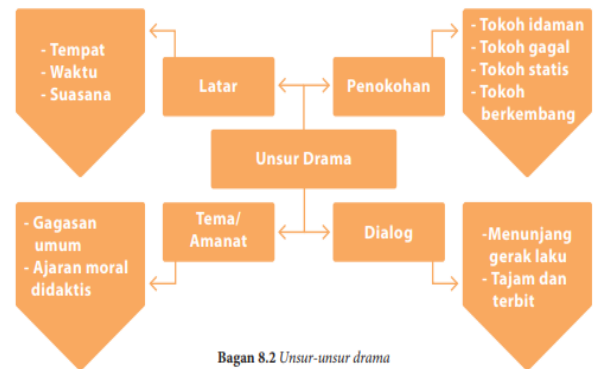 - Tempat
- Waktu
- Suasana
Latar
Penokohan
- Tokoh idaman
- Tokoh gagal
- Tokoh statis
- Tokoh
berkembang
Unsur Drama
- Gagasan
umum
- Ajaran moral
didaktis
Tema/
Amanat
Dialog
-Menunjang
gerak laku
- Tajam dan
terbit
Bagan 8.2 Unsur-unsur drama